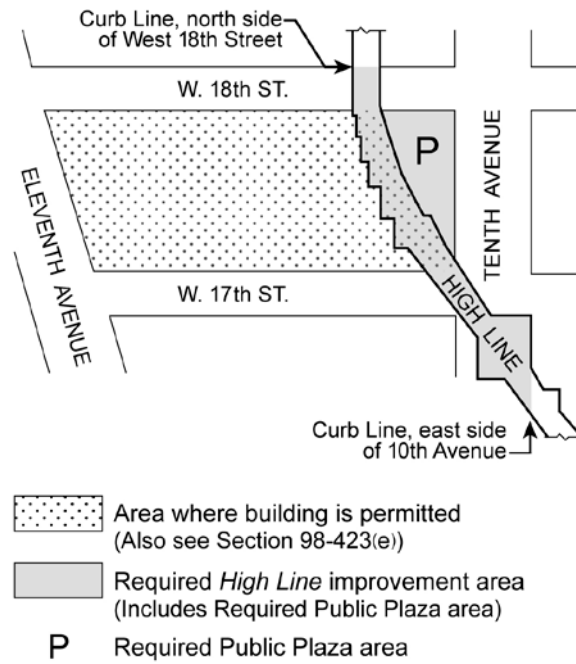 Curb Line, north side
of West 18th Street
W. 18th ST.
P
ELEVENTH AVENUE
TENTH AVENUE
W. 17th ST.
HIGH LINE
Curb Line, east side
of 10th Avenue
Area where building is permitted
(Also see Section 98-423(e))
Required High Line improvement area
(Includes Required Public Plaza area)
P Required Public Plaza area